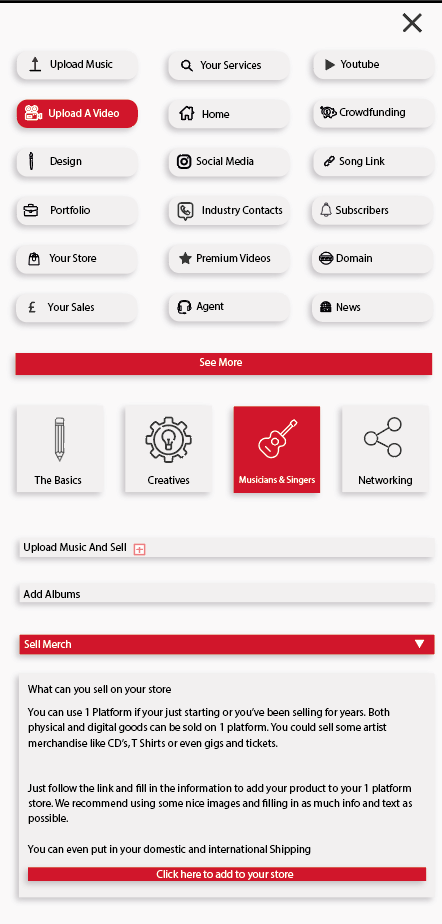 Upload Music
Your Services
Youtube
Upload A Video
Home
Crowdfunding
Design
Social Media
Song Link
Portfolio
Industry Contacts
Subscribers
Your Store
Premium Videos
Domain
£ Your Sales
Agent
News
See More
The Basics
Creatives
Musicians & Singers
Networking
Upload Music And Sell
Add Albums
Sell Merch
What can you sell on your store
You can use 1 Platform if your just starting or you've been selling for years. Both
physical and digital goods can be sold on 1 platform. You could sell some artist
merchandise like CD's, T Shirts or even gigs and tickets.
Just follow the link and fill in the information to add your product to your 1 platform
store. We recommend using some nice images and filling in as much info and text as
possible.
You can even put in your domestic and international Shipping
Click here to add to your store